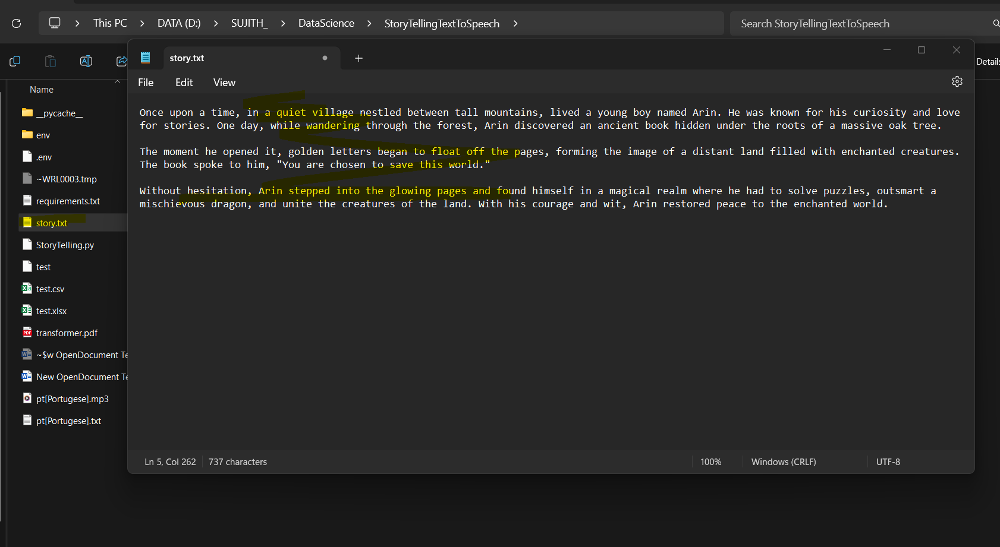 This PC > DATA (D:) > SUJITH_ > DataScience > StoryTellingTextToSpeech >
Search StoryTellingTextToSpeech
story.txt
Details
File Edit View
Name
__pycache__
env
.env
~WRL0003.tmp
requirements.txt
story.txt
StoryTelling.py
test
test.csv
test.xlsx
transformer.pdf
~$w OpenDocument Te
New OpenDocument Te
pt[Portugese].mp3
pt[Portugese].txt
Once upon a time, in a quiet village nestled between tall mountains, lived a young boy named Arin. He was known for his curiosity and love
for stories. One day, while wandering through the forest, Arin discovered an ancient book hidden under the roots of a massive oak tree.
The moment he opened it, golden letters began to float off the pages, forming the image of a distant land filled with enchanted creatures.
The book spoke to him, "You are chosen to save this world."
Without hesitation, Arin stepped into the glowing pages and found himself in a magical realm where he had to solve puzzles, outsmart a
mischievous dragon, and unite the creatures of the land. With his courage and wit, Arin restored peace to the enchanted world.
Ln 5, Col 262 737 characters 100% Windows (CRLF) UTF-8